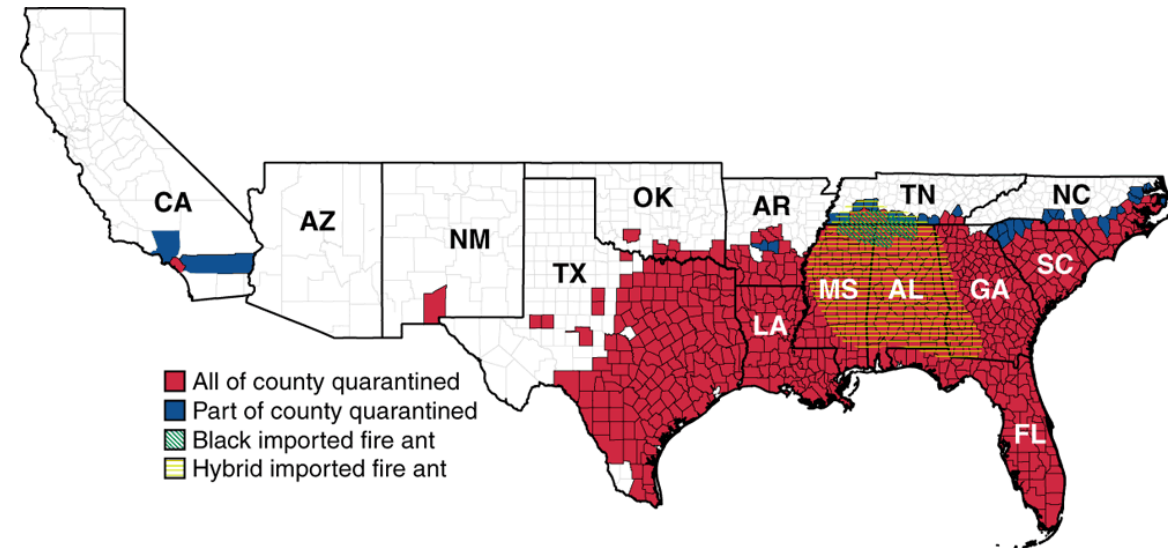 CA
AZ
NM
TX
OK
AR
LA
MS
AL
TN
GA
NC
SC
FL
All of county quarantined
Part of county quarantined
Black imported fire ant
Hybrid imported fire ant